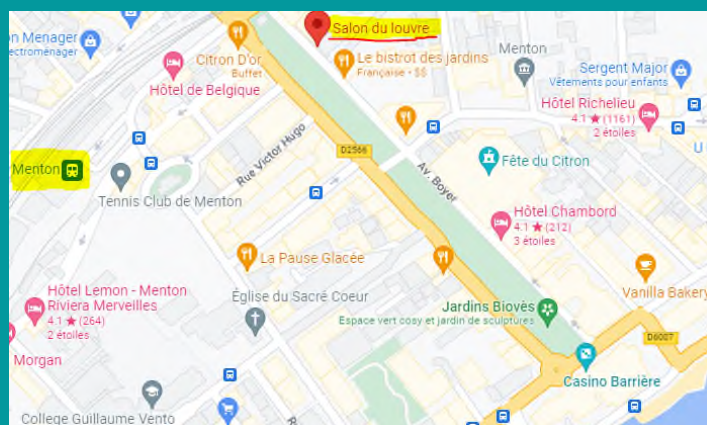 on Menager
ectroménager
Citron D'or
Buffet
Hôtel de Belgique
Salon du louvre
Le bistrot des jardins
Française · $$
Menton
Sergent Major
Vêtements pour enfants
Hôtel Richelieu
4.1 ★ (1161)
2 étoiles
U
Menton
Tennis Club de Menton
Rue Victor Hugo
D2566
Av. Boyer
Fête du Citron
Hôtel Chambord
4.1 ★ (212)
3 étoiles
La Pause Glacée
Vanilla Bakery
Hôtel Lemon - Menton
Riviera Merveilles
4.1 ★ (264)
2 étoiles
Église du Sacré Coeur
Jardins Biovès
Espace vert cosy et jardin de sculptures
D6007
Morgan
Casino Barrière
College Guillaume Vento
R